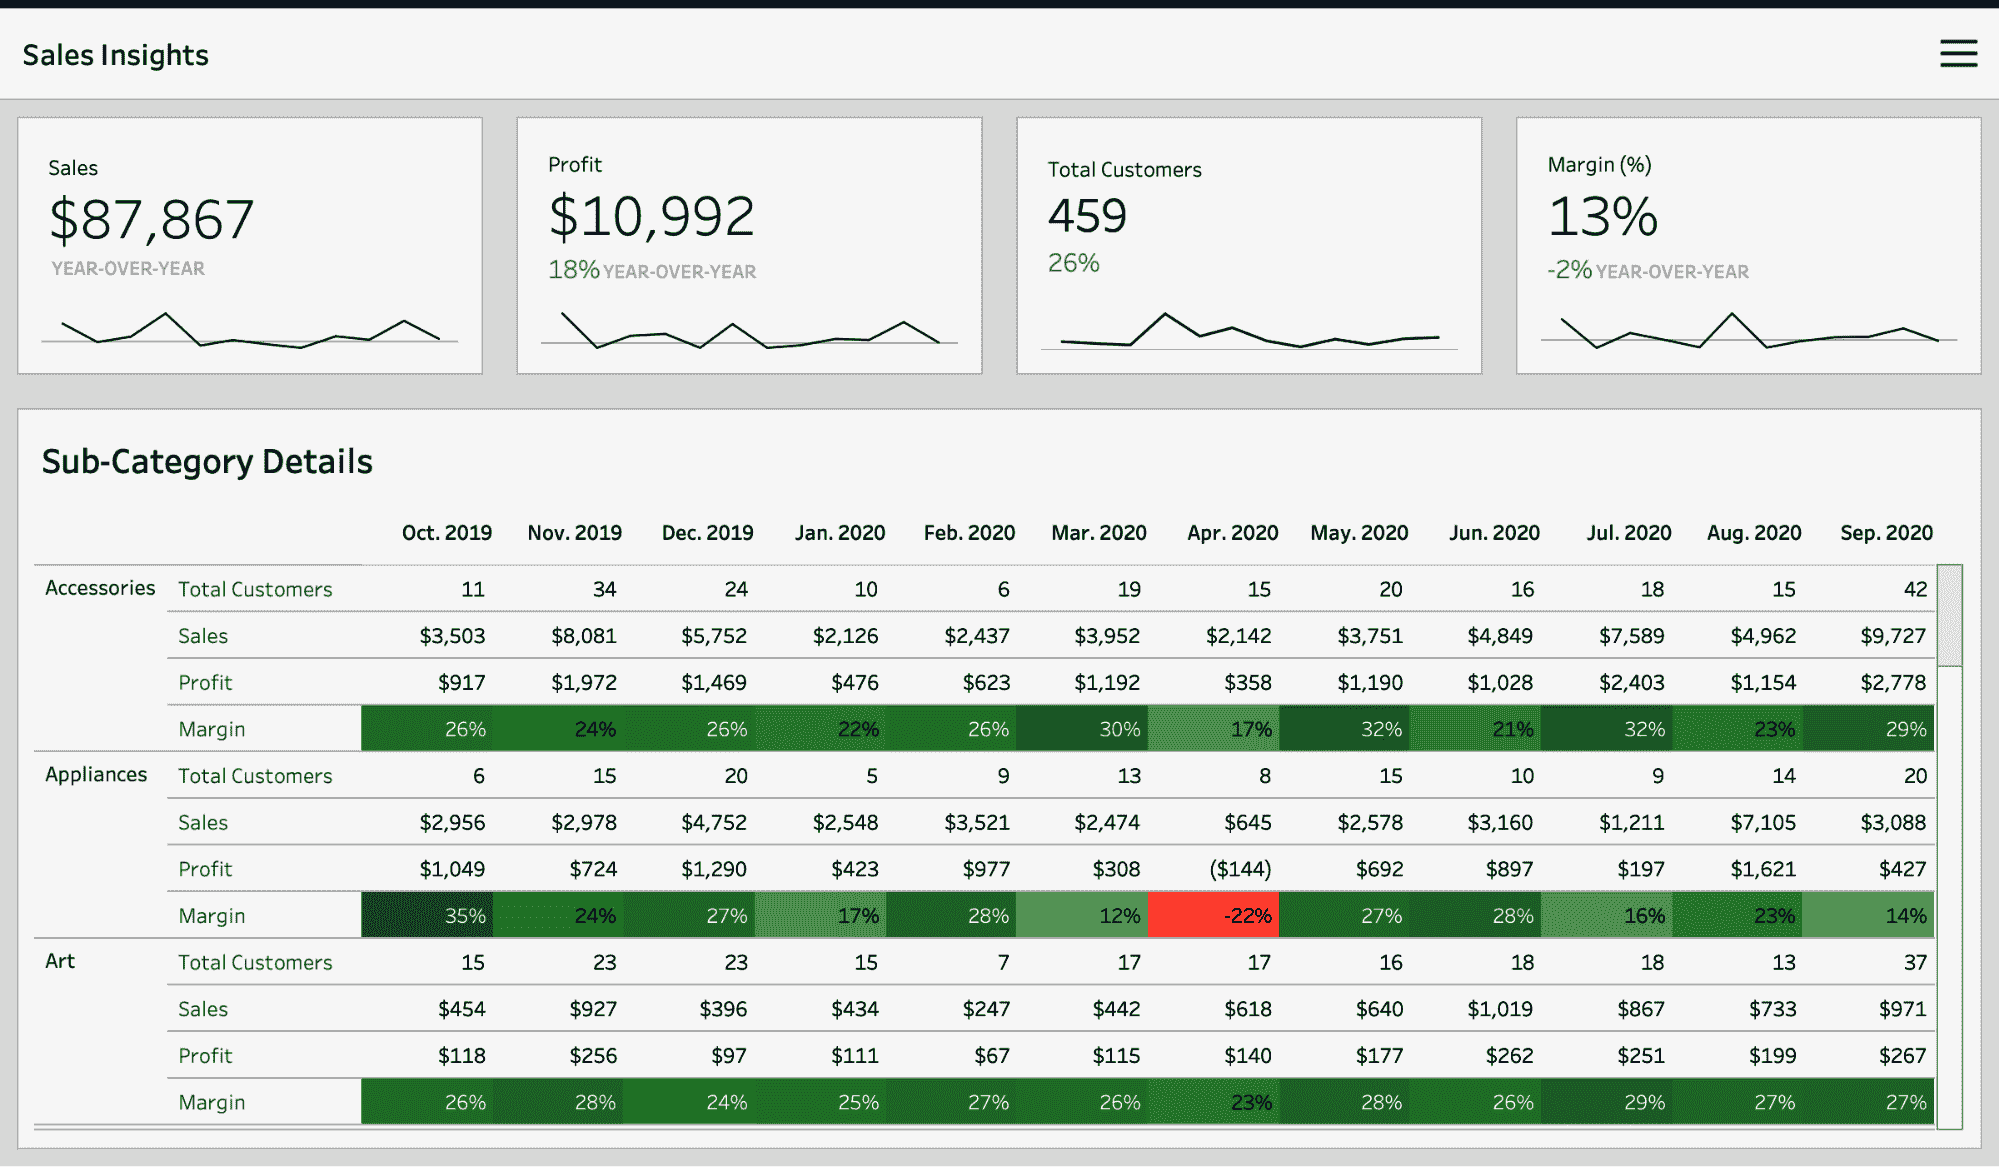 Sales Insights
Sales
$87,867
YEAR-OVER-YEAR
Profit
$10,992
18% YEAR-OVER-YEAR
Total Customers
459
26%
Margin (%)
13%
-2% YEAR-OVER-YEAR
Sub-Category Details
Oct. 2019 Nov. 2019 Dec. 2019 Jan. 2020 Feb. 2020 Mar. 2020 Apr. 2020 May. 2020 Jun. 2020 Jul. 2020 Aug. 2020 Sep. 2020
Accessories Total Customers 11 34 24 10 6 19 15 20 16 18 15 42
Sales $3,503 $8,081 $5,752 $2,126 $2,437 $3,952 $2,142 $3,751 $4,849 $7,589 $4,962 $9,727
Profit $917 $1,972 $1,469 $476 $623 $1,192 $358 $1,190 $1,028 $2,403 $1,154 $2,778
Margin 26% 24% 26% 22% 26% 30% 17% 32% 21% 32% 23% 29%
Appliances Total Customers 6 15 20 5 9 13 8 15 10 9 14 20
Sales $2,956 $2,978 $4,752 $2,548 $3,521 $2,474 $645 $2,578 $3,160 $1,211 $7,105 $3,088
Profit $1,049 $724 $1,290 $423 $977 $308 ($144) $692 $897 $197 $1,621 $427
Margin 35% 24% 27% 17% 28% 12% -22% 27% 28% 16% 23% 14%
Art Total Customers 15 23 23 15 7 17 17 16 18 18 13 37
Sales $454 $927 $396 $434 $247 $442 $618 $640 $1,019 $867 $733 $971
Profit $118 $256 $97 $111 $67 $115 $140 $177 $262 $251 $199 $267
Margin 26% 28% 24% 25% 27% 26% 23% 28% 26% 29% 27% 27%